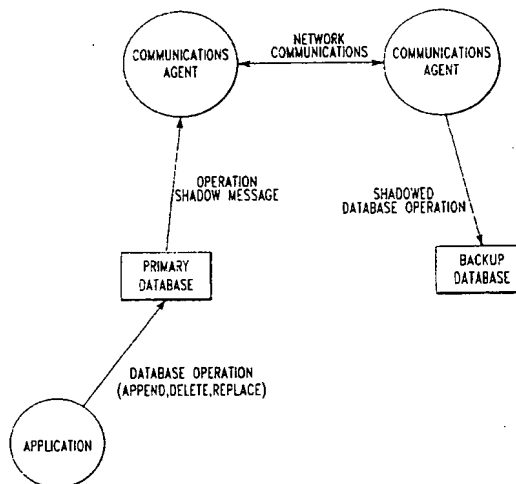 COMMUNICATIONS
AGENT
NETWORK
COMMUNICATIONS
COMMUNICATIONS
AGENT
OPERATION
SHADOW MESSAGE
SHADOWED
DATABASE OPERATION
PRIMARY
DATABASE
BACKUP
DATABASE
DATABASE OPERATION
(APPEND,DELETE,REPLACE)
APPLICATION